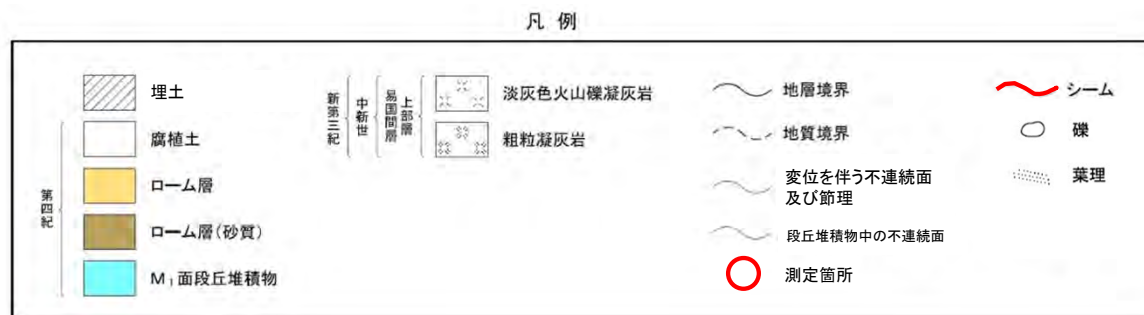 凡 例
埋土
腐植土
ローム層
ローム層(砂質)
M₁面段丘堆積物
第四紀
新第三紀
中新世
易国間層
上部層
淡灰色火山礫凝灰岩
粗粒凝灰岩
地層境界
地質境界
変位を伴う不連続面
及び節理
段丘堆積物中の不連続面
測定箇所
シーム
礫
葉理